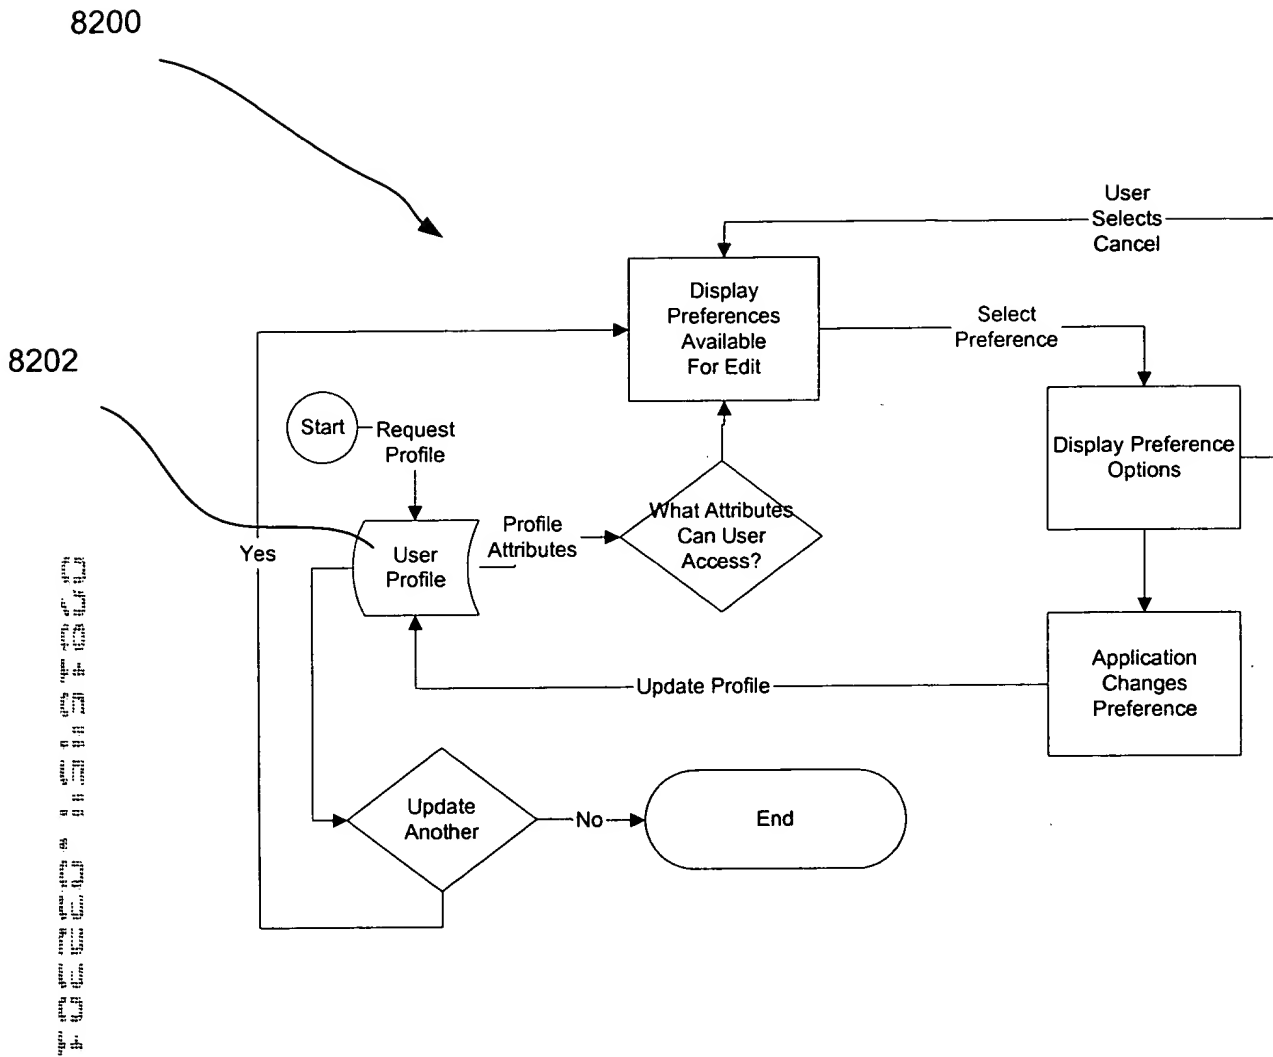 8200
User
Selects
Cancel
Display
Preferences
Available
For Edit
Select
Preference
8202
Start
Request
Profile
Display Preference
Options
What Attributes
Can User
Access?
Profile
Attributes
User
Profile
Yes
Application
Changes
Preference
Update Profile
Update
Another
No
End